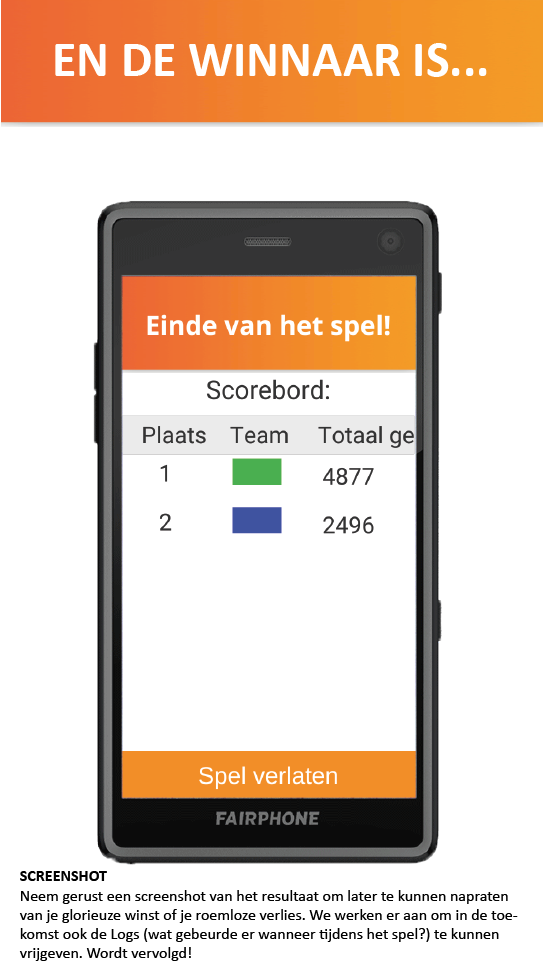 EN DE WINNAAR IS...
Einde van het spel!
Scorebord:
Plaats Team Totaal ge
1 4877
2 2496
Spel verlaten
FAIRPHONE
SCREENSHOT
Neem gerust een screenshot van het resultaat om later te kunnen napraten
van je glorieuze winst of je roemloze verlies. We werken er aan om in de toe-
komst ook de Logs (wat gebeurde er wanneer tijdens het spel?) te kunnen
vrijgeven. Wordt vervolgd!